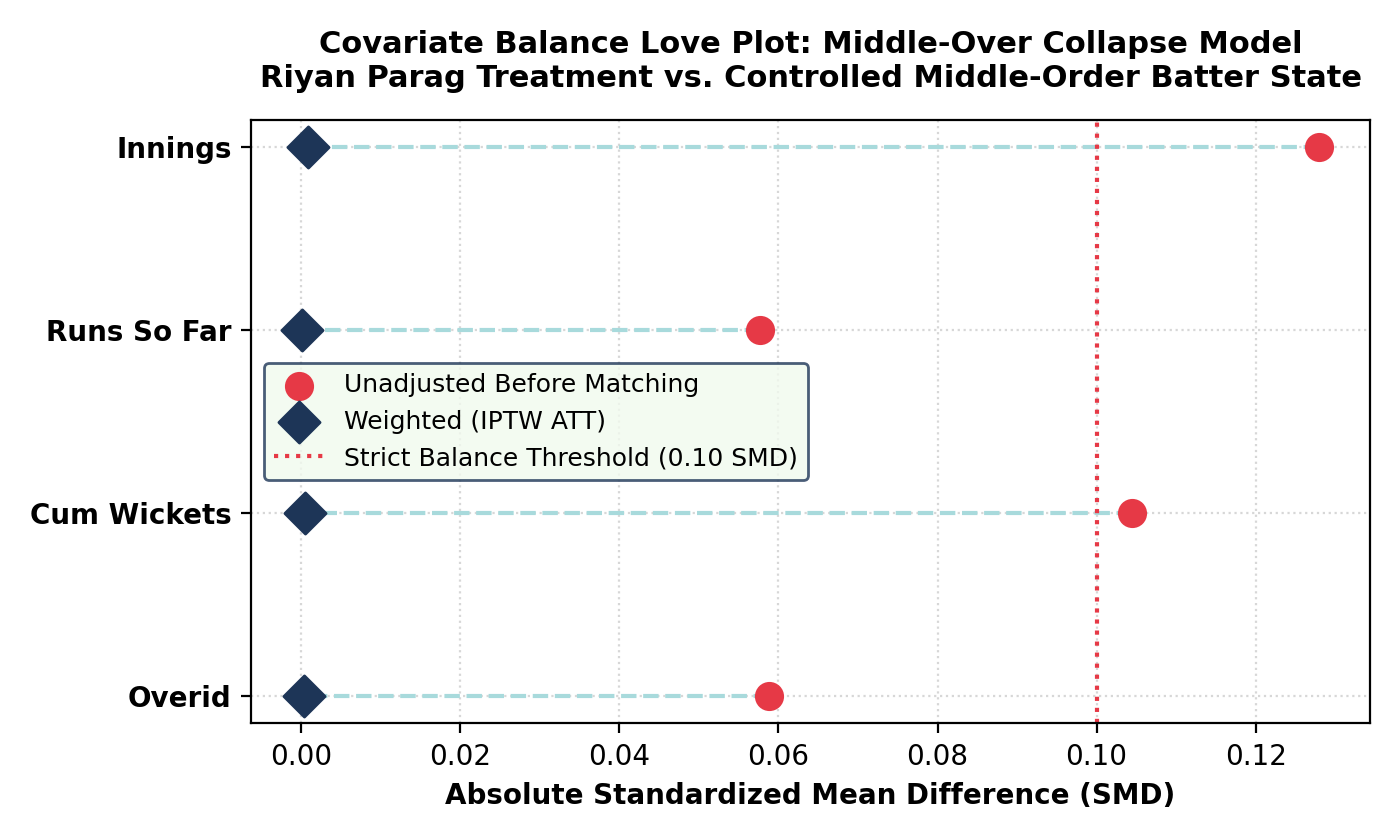 Covariate Balance Love Plot: Middle-Over Collapse Model
Riyan Parag Treatment vs. Controlled Middle-Order Batter State
Innings
Runs So Far
Unadjusted Before Matching
Weighted (IPTW ATT)
Strict Balance Threshold (0.10 SMD)
Cum Wickets
Overid
0.00 0.02 0.04 0.06 0.08 0.10 0.12
Absolute Standardized Mean Difference (SMD)